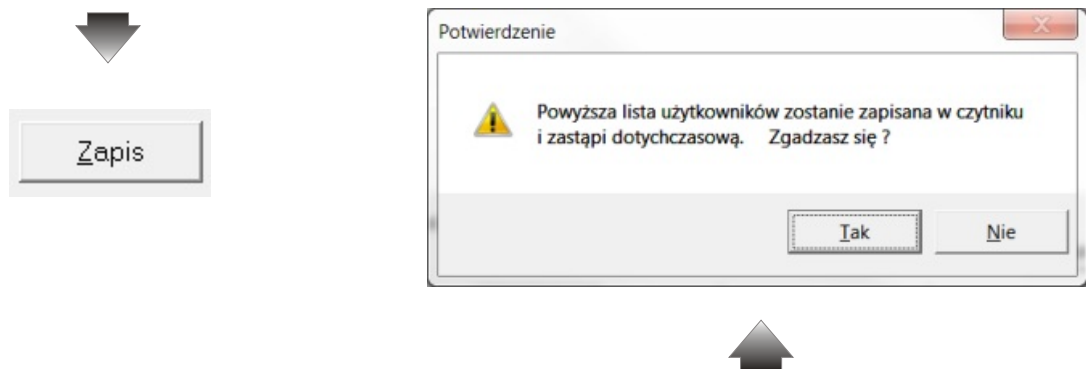 Potwierdzenie
Zapis
Powyższa lista użytkowników zostanie zapisana w czytniku
i zastąpi dotychczasową. Zgadzasz się ?
Tak Nie